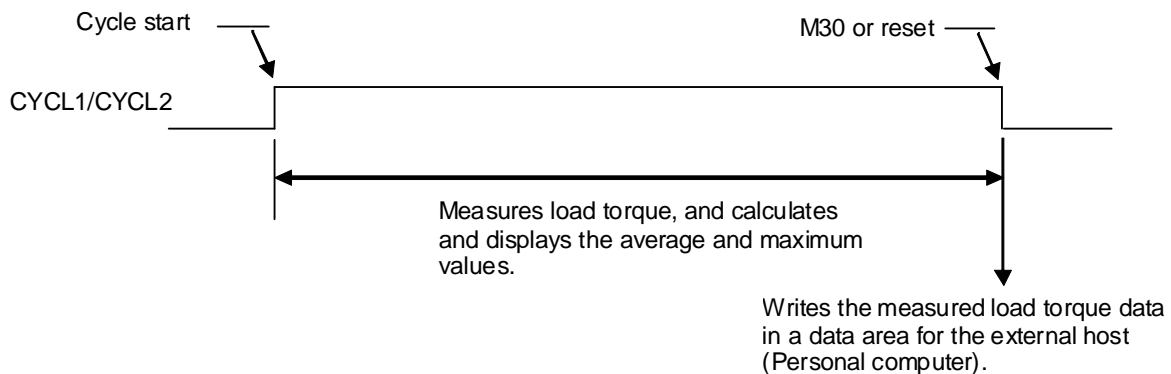 Cycle start
M30 or reset
CYCL1/CYCL2
Measures load torque, and calculates
and displays the average and maximum
values.
Writes the measured load torque data
in a data area for the external host
(Personal computer).